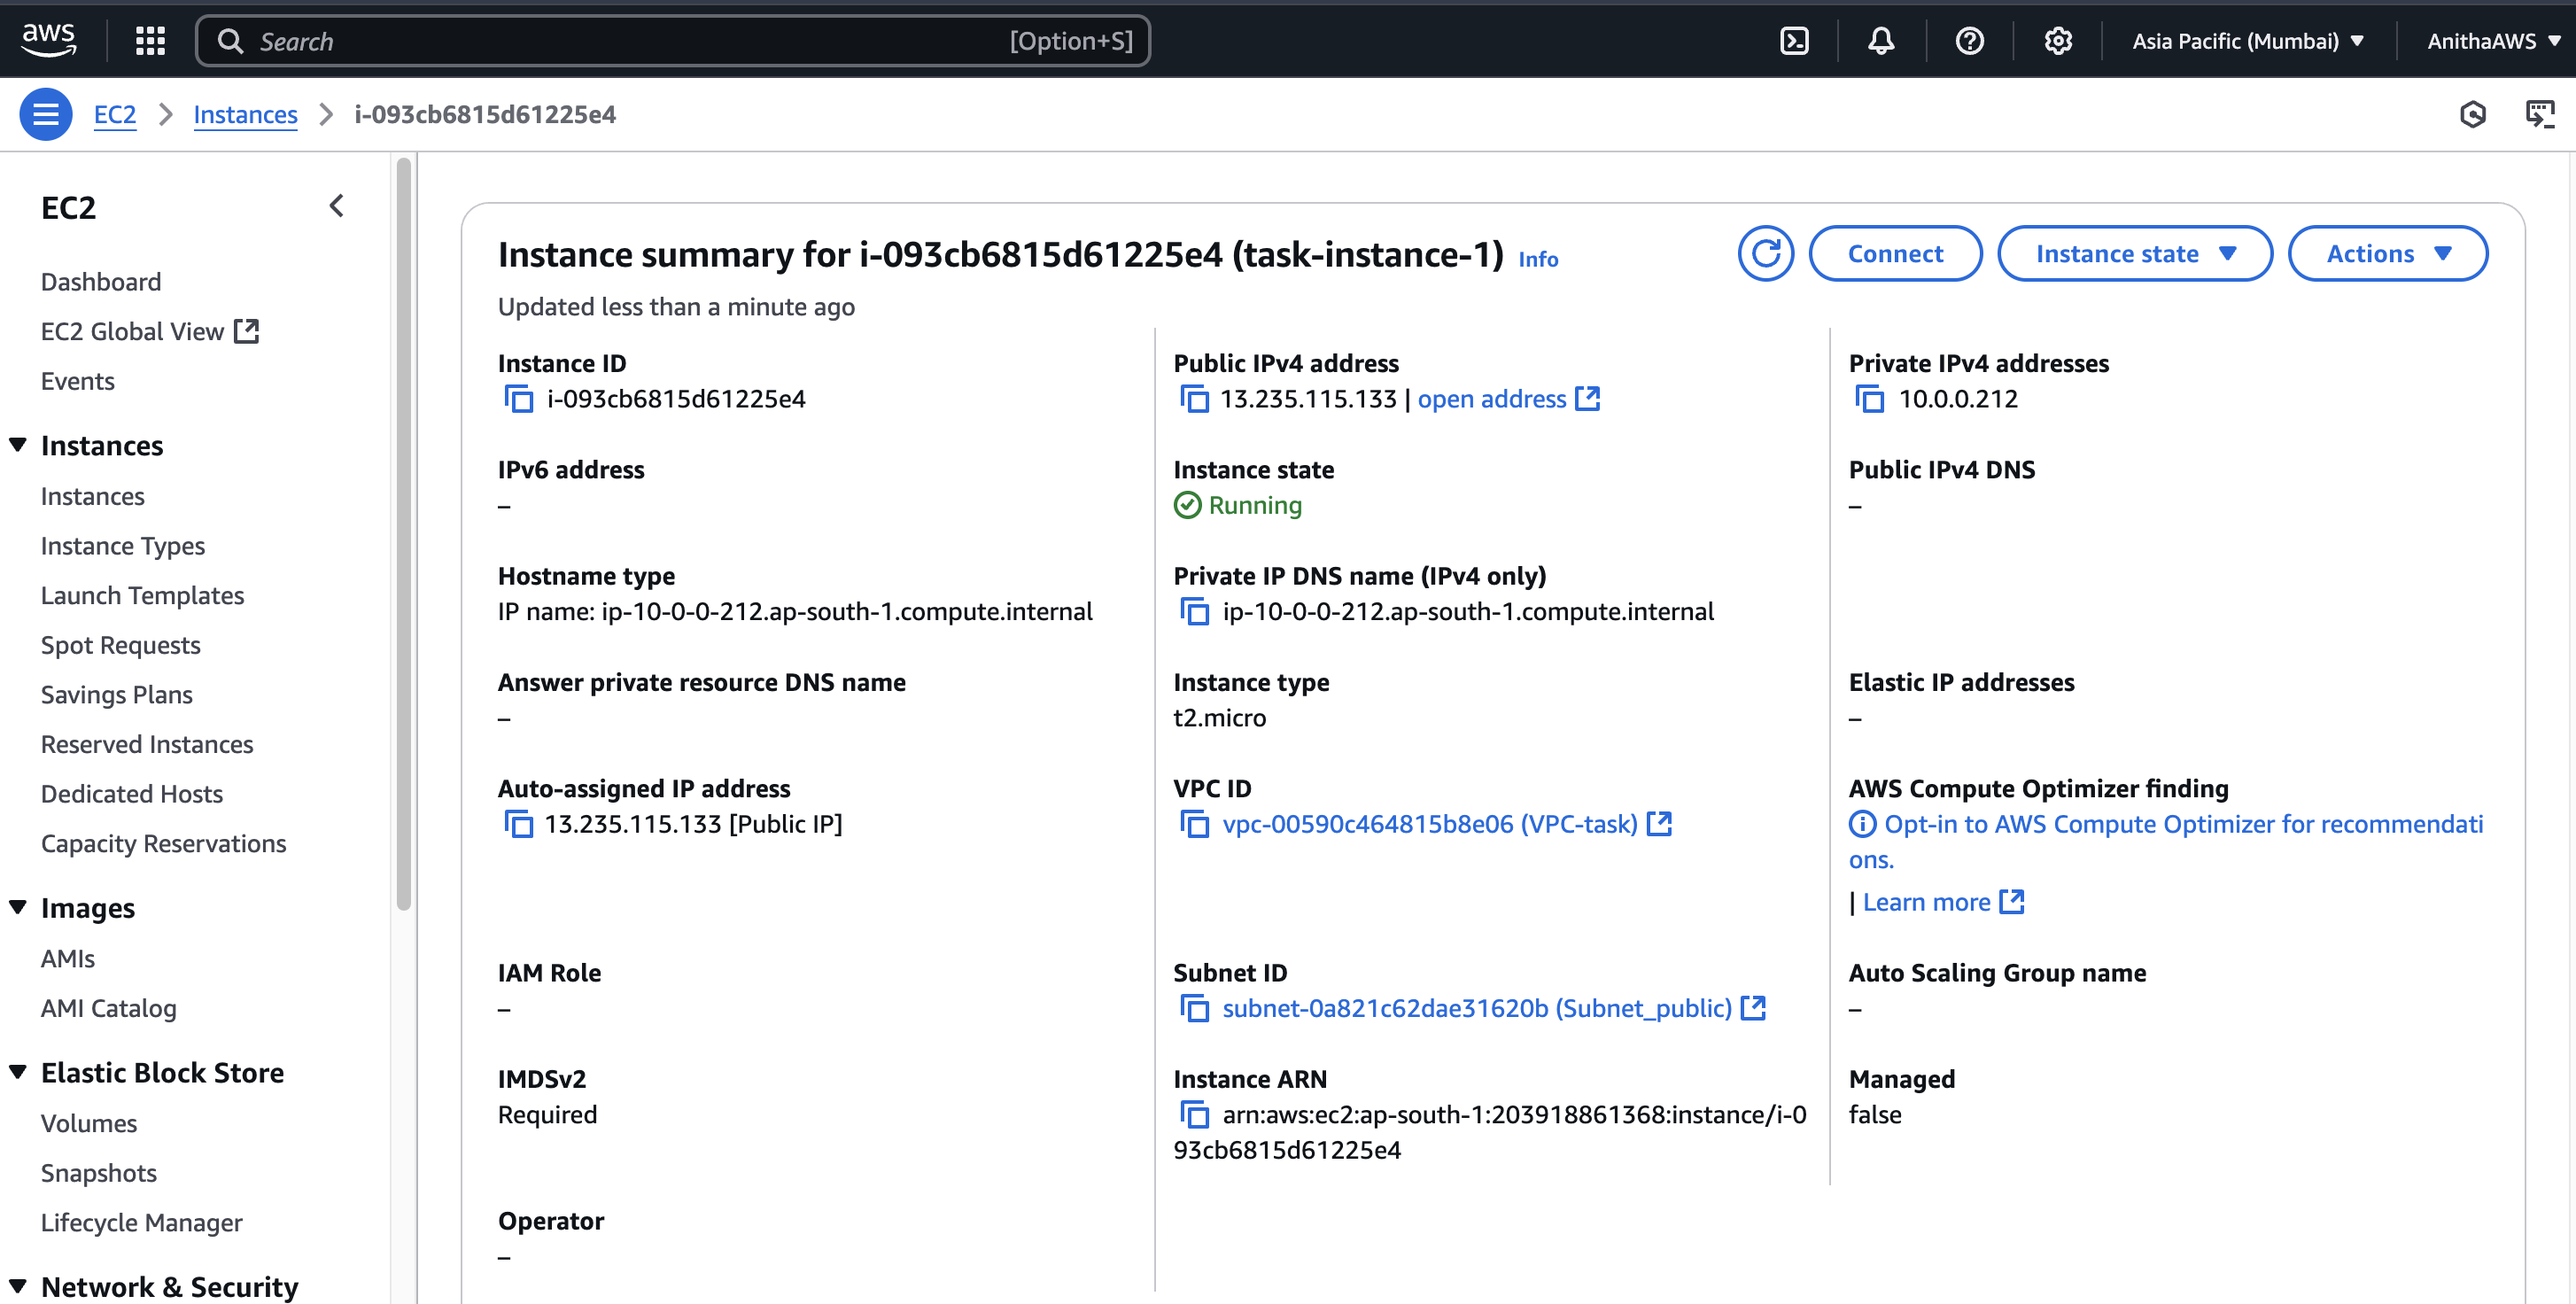 aws
Search
[Option+S]
Asia Pacific (Mumbai)
AnithaAWS
EC2
Instances
i-093cb6815d61225e4
EC2
Dashboard
EC2 Global View
Events
Instances
Instances
Instance Types
Launch Templates
Spot Requests
Savings Plans
Reserved Instances
Dedicated Hosts
Capacity Reservations
Images
AMIs
AMI Catalog
Elastic Block Store
Volumes
Snapshots
Lifecycle Manager
Network & Security
Instance summary for i-093cb6815d61225e4 (task-instance-1) Info
Updated less than a minute ago
Connect
Instance state
Actions
Instance ID
i-093cb6815d61225e4
Public IPv4 address
13.235.115.133 | open address
Private IPv4 addresses
10.0.0.212
IPv6 address
–
Instance state
Running
Public IPv4 DNS
–
Hostname type
IP name: ip-10-0-0-212.ap-south-1.compute.internal
Private IP DNS name (IPv4 only)
ip-10-0-0-212.ap-south-1.compute.internal
Answer private resource DNS name
–
Instance type
t2.micro
Elastic IP addresses
–
Auto-assigned IP address
13.235.115.133 [Public IP]
VPC ID
vpc-00590c464815b8e06 (VPC-task)
AWS Compute Optimizer finding
Opt-in to AWS Compute Optimizer for recommendati
ons.
| Learn more
IAM Role
–
Subnet ID
subnet-0a821c62dae31620b (Subnet_public)
Auto Scaling Group name
–
IMDSv2
Required
Instance ARN
arn:aws:ec2:ap-south-1:203918861368:instance/i-0
93cb6815d61225e4
Managed
false
Operator
–